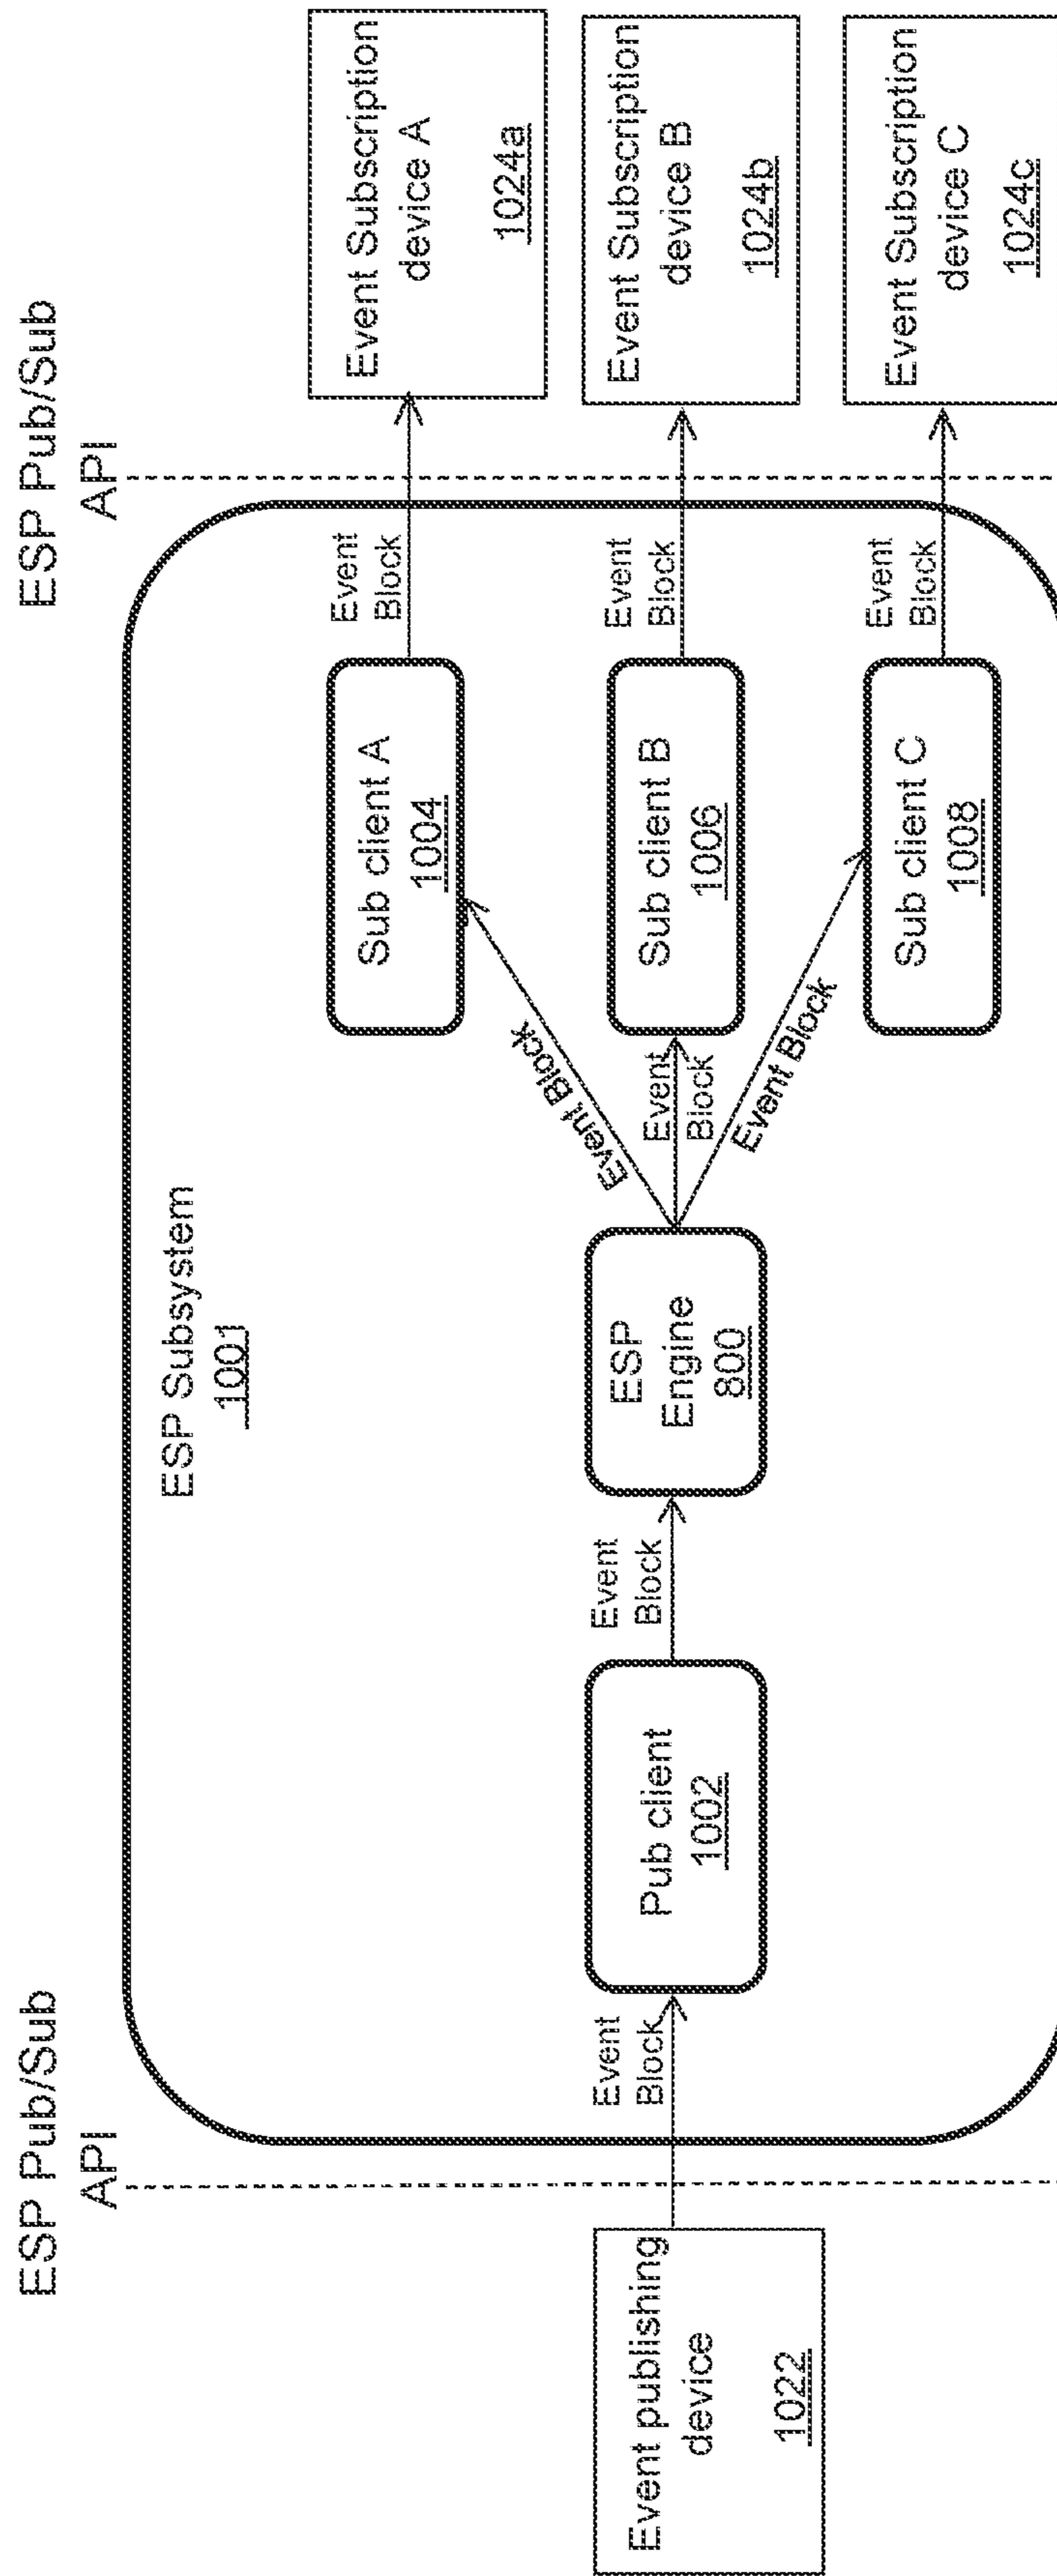 ESP Pub/Sub
API
ESP Pub/Sub
API
ESP Subsystem
1001
Event publishing
device
1022
Event
Block
Pub client
1002
Event
Block
ESP
Engine
800
Event Block
Event
Block
Event Block
Sub client A
1004
Sub client B
1006
Sub client C
1008
Event
Block
Event
Block
Event
Block
Event Subscription
device A
1024a
Event Subscription
device B
1024b
Event Subscription
device C
1024c